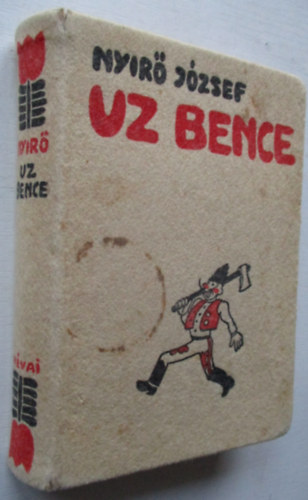 NYIRŐ JÓZSEF
UZ BENCE
NYIRŐ
UZ
BENCE
RÉVAI